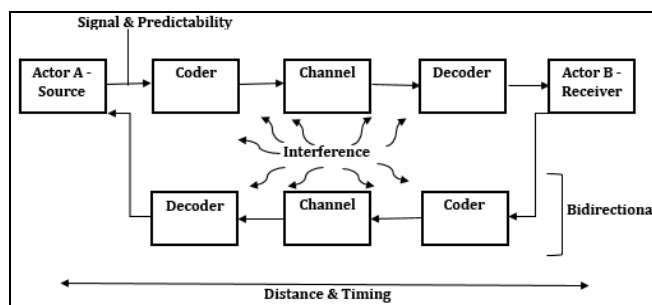 Signal & Predictability
Actor A -
Source
Coder
Channel
Decoder
Actor B -
Receiver
Interference
Decoder
Channel
Coder
Bidirectiona
Distance & Timing